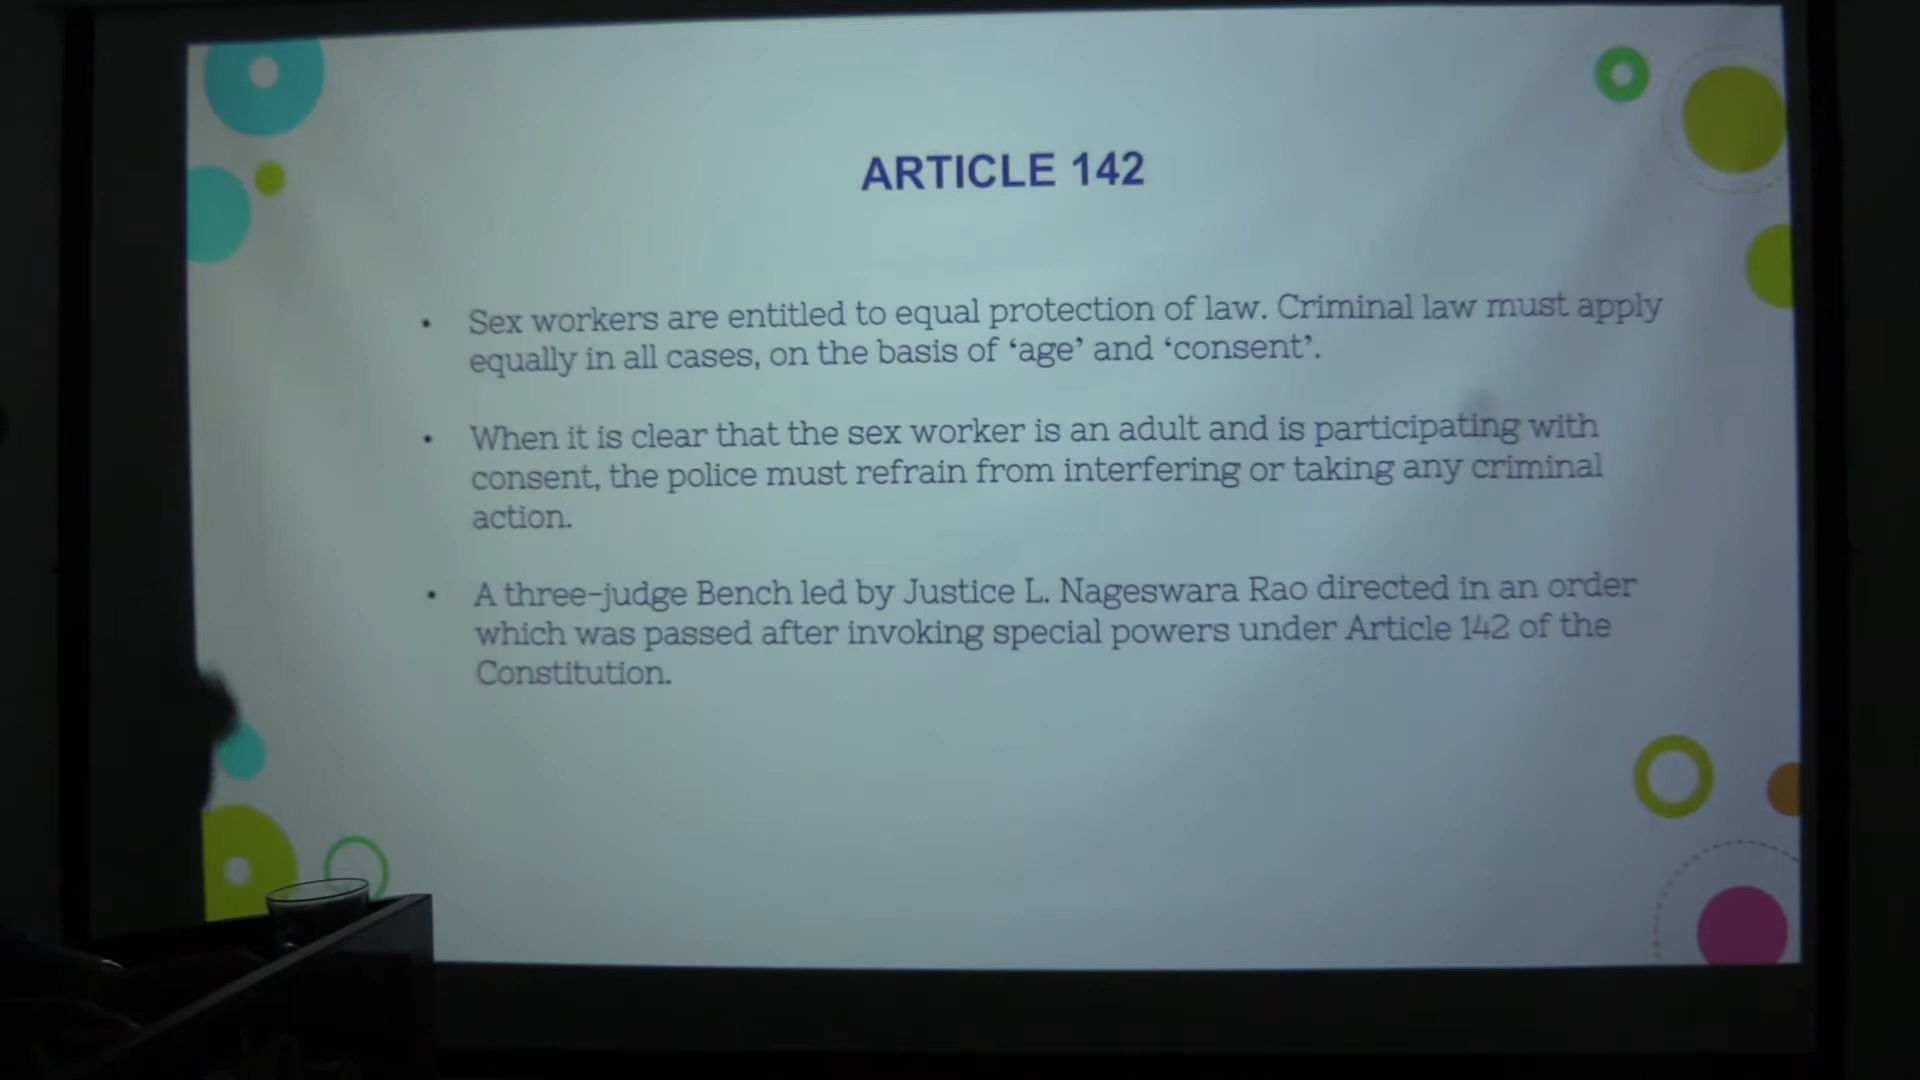 ARTICLE 142
• Sex workers are entitled to equal protection of law. Criminal law must apply
equally in all cases, on the basis of ‘age’ and ‘consent’.
• When it is clear that the sex worker is an adult and is participating with
consent, the police must refrain from interfering or taking any criminal
action.
• A three-judge Bench led by Justice L. Nageswara Rao directed in an order
which was passed after invoking special powers under Article 142 of the
Constitution.